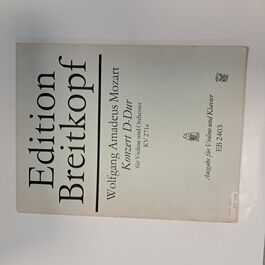 Edition
Breitkopf
Wolfgang Amadeus Mozart
Konzert D-Dur
für Violine und Orchester
KV 271a
Ausgabe für Violine und Klavier
EB 2403